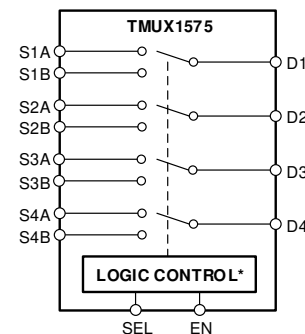 TMUX1575
S1A
D1
S1B
S2A
D2
S2B
S3A
D3
S3B
S4A
D4
S4B
LOGIC CONTROL*
SEL EN